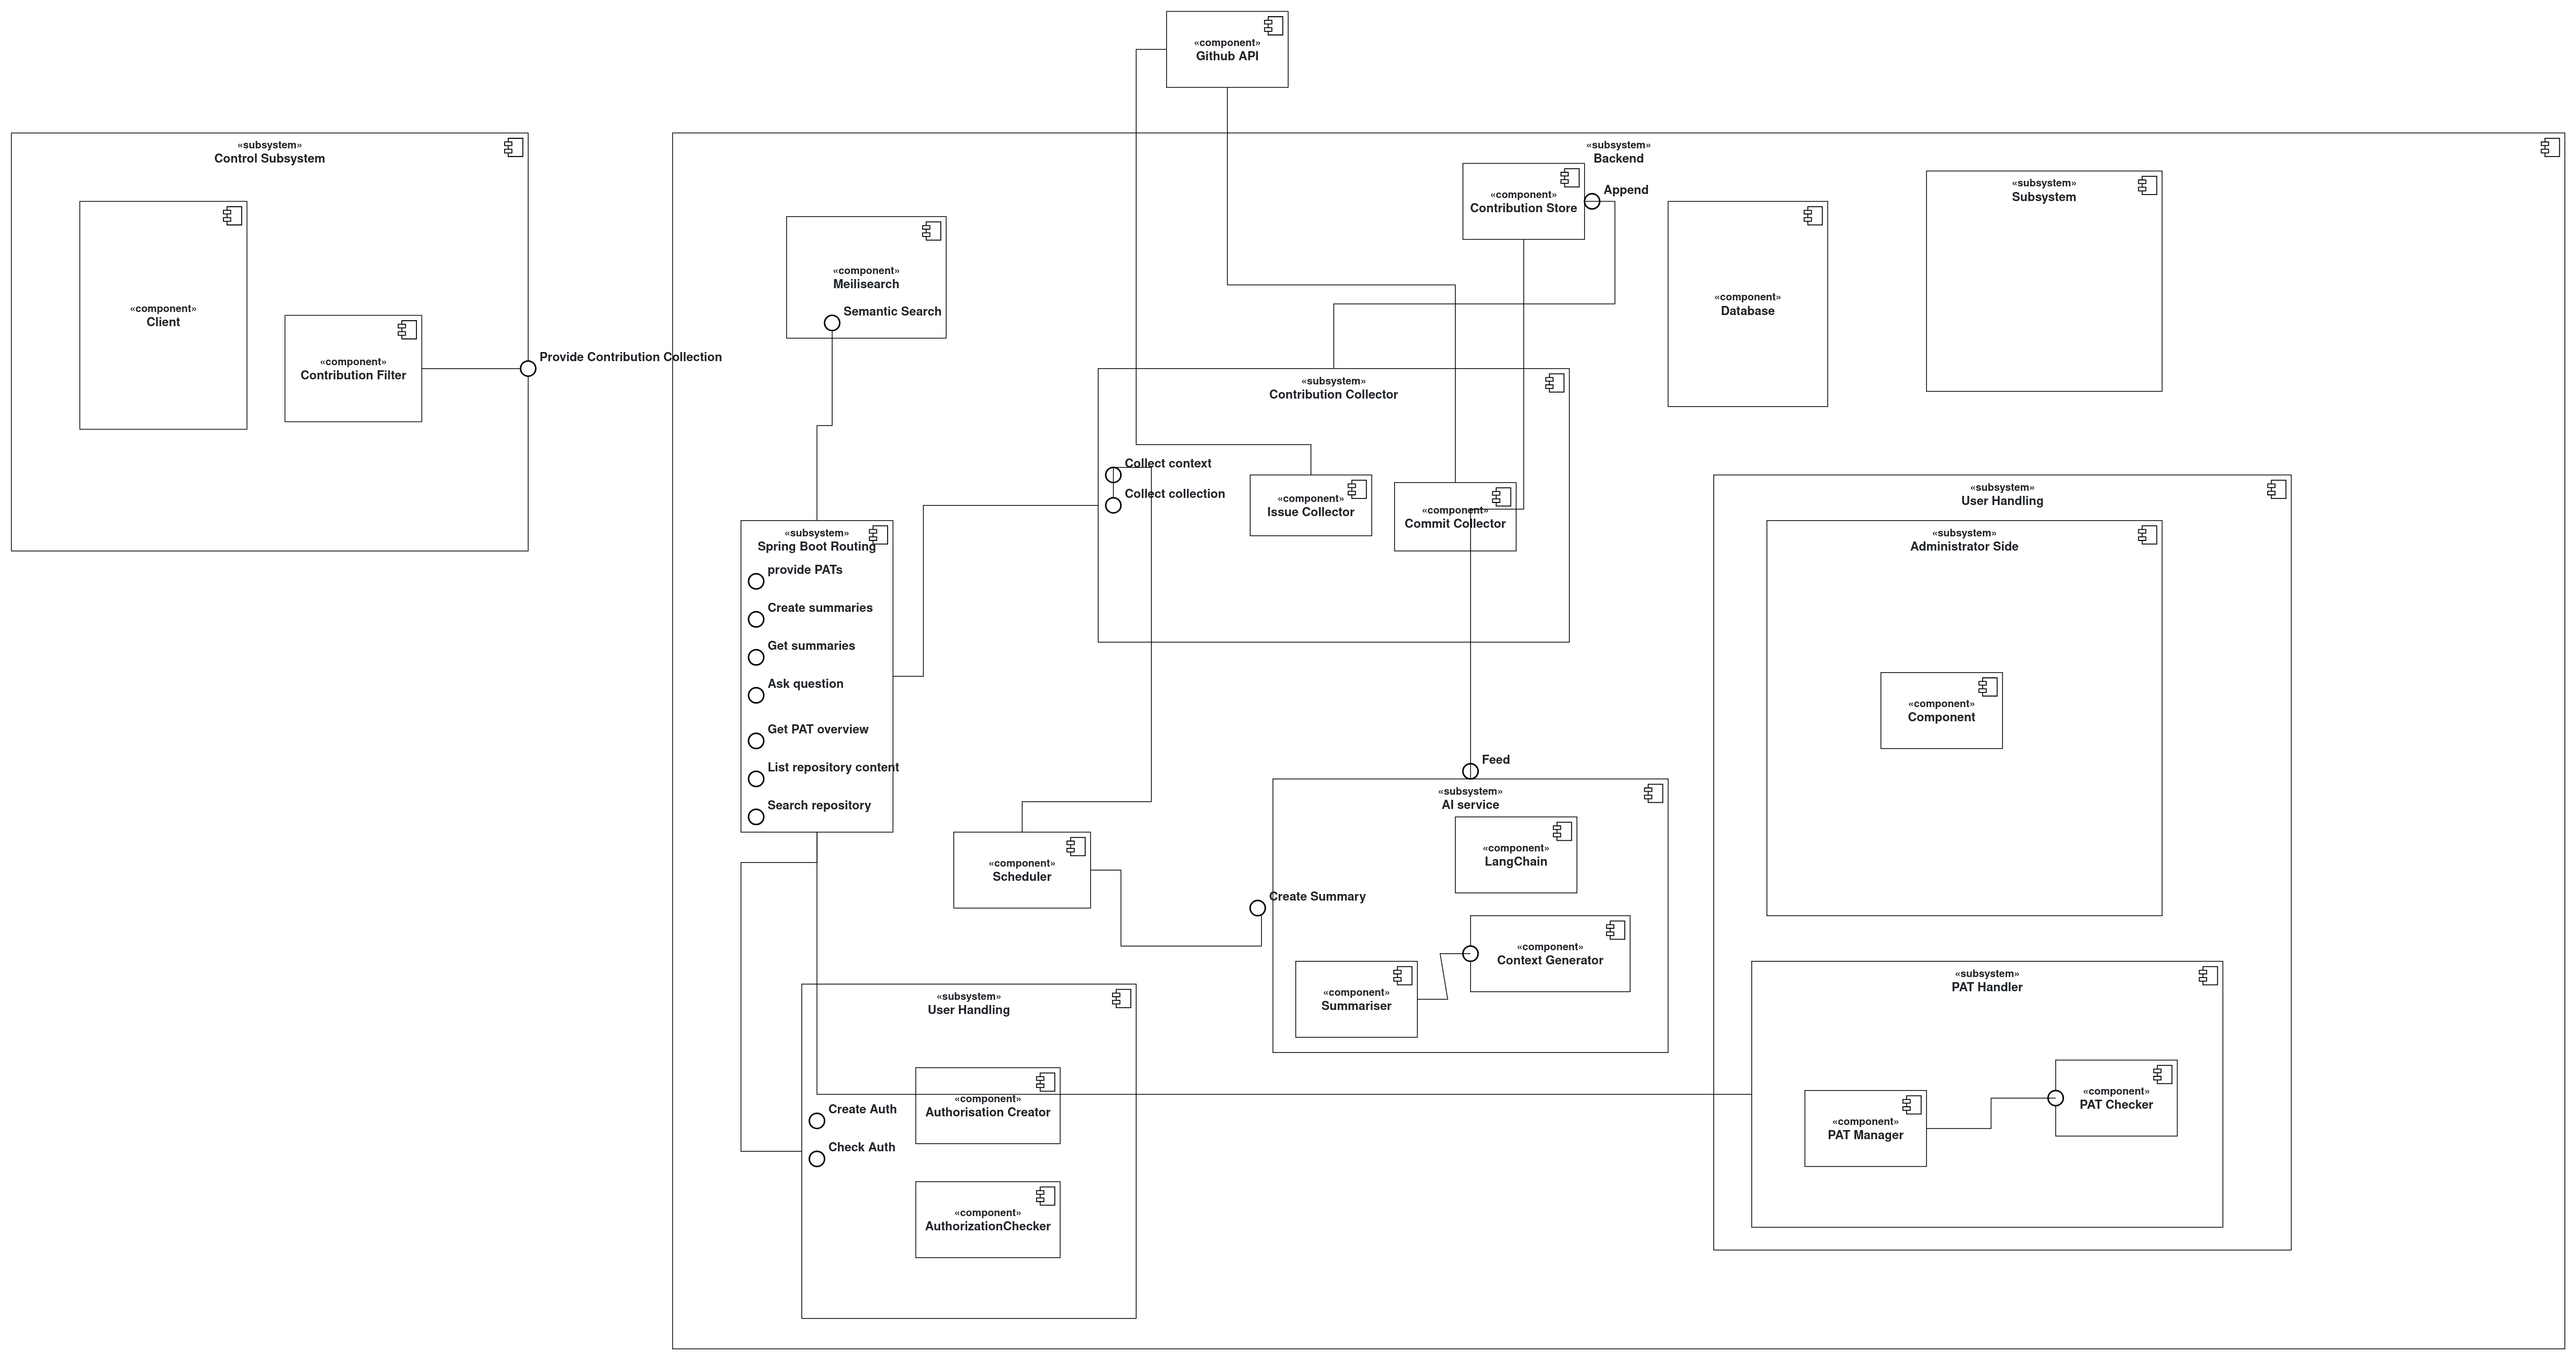 «component»
Github API
«subsystem»
Control Subsystem
«component»
Client
«component»
Contribution Filter
Provide Contribution Collection
«subsystem»
Backend
«component»
Contribution Store
Append
«component»
Meilisearch
Semantic Search
«component»
Database
«subsystem»
Subsystem
«subsystem»
Contribution Collector
Collect context
Collect collection
«component»
Issue Collector
«component»
Commit Collector
«subsystem»
Spring Boot Routing
provide PATs
Create summaries
Get summaries
Ask question
Get PAT overview
List repository content
Search repository
«component»
Scheduler
Feed
«subsystem»
AI service
«component»
LangChain
Create Summary
«component»
Context Generator
«component»
Summariser
«subsystem»
User Handling
Create Auth
Check Auth
«component»
Authorisation Creator
«component»
AuthorizationChecker
«subsystem»
User Handling
«subsystem»
Administrator Side
«component»
Component
«subsystem»
PAT Handler
«component»
PAT Manager
«component»
PAT Checker